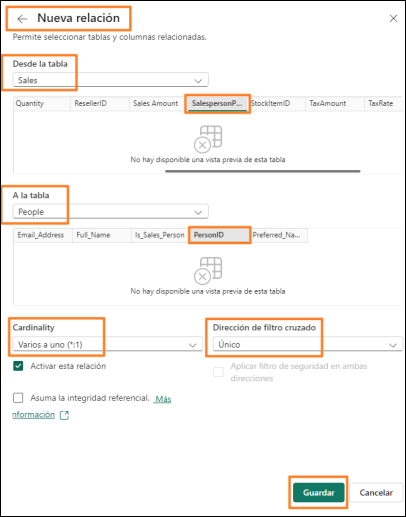 Nueva relación
Permite seleccionar tablas y columnas relacionadas.
Desde la tabla
Sales
Quantity ResellerID Sales Amount SalespersonP... StockItemID TaxAmount TaxRate
No hay disponible una vista previa de esta tabla
A la tabla
People
Email_Address Full_Name Is_Sales_Person PersonID Preferred_Na...
No hay disponible una vista previa de esta tabla
Cardinality Dirección de filtro cruzado
Varios a uno (*:1) Único
Activar esta relación Aplicar filtro de seguridad en ambas
direcciones
Asuma la integridad referencial. Más
nformación
Guardar Cancelar